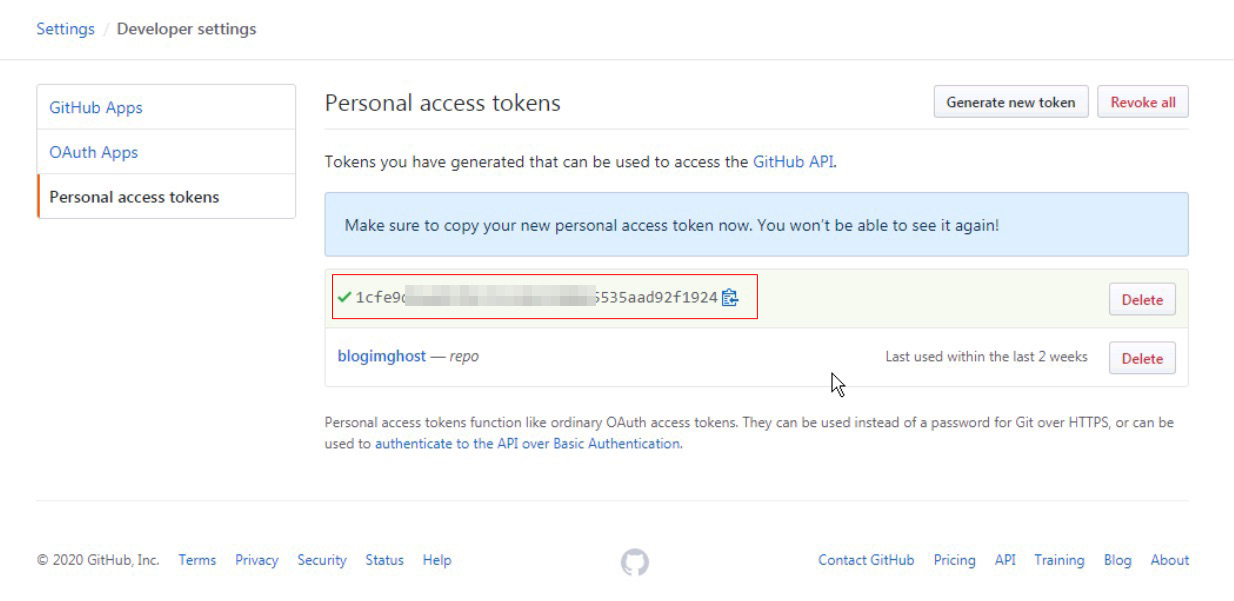 Settings / Developer settings
GitHub Apps
OAuth Apps
Personal access tokens
Personal access tokens
Generate new token
Revoke all
Tokens you have generated that can be used to access the GitHub API.
Make sure to copy your new personal access token now. You won't be able to see it again!
Delete
blogimghost — repo
Last used within the last 2 weeks
Delete
Personal access tokens function like ordinary OAuth access tokens. They can be used instead of a password for Git over HTTPS, or can be
used to authenticate to the API over Basic Authentication.
© 2020 GitHub, Inc. Terms Privacy Security Status Help
Contact GitHub Pricing API Training Blog About